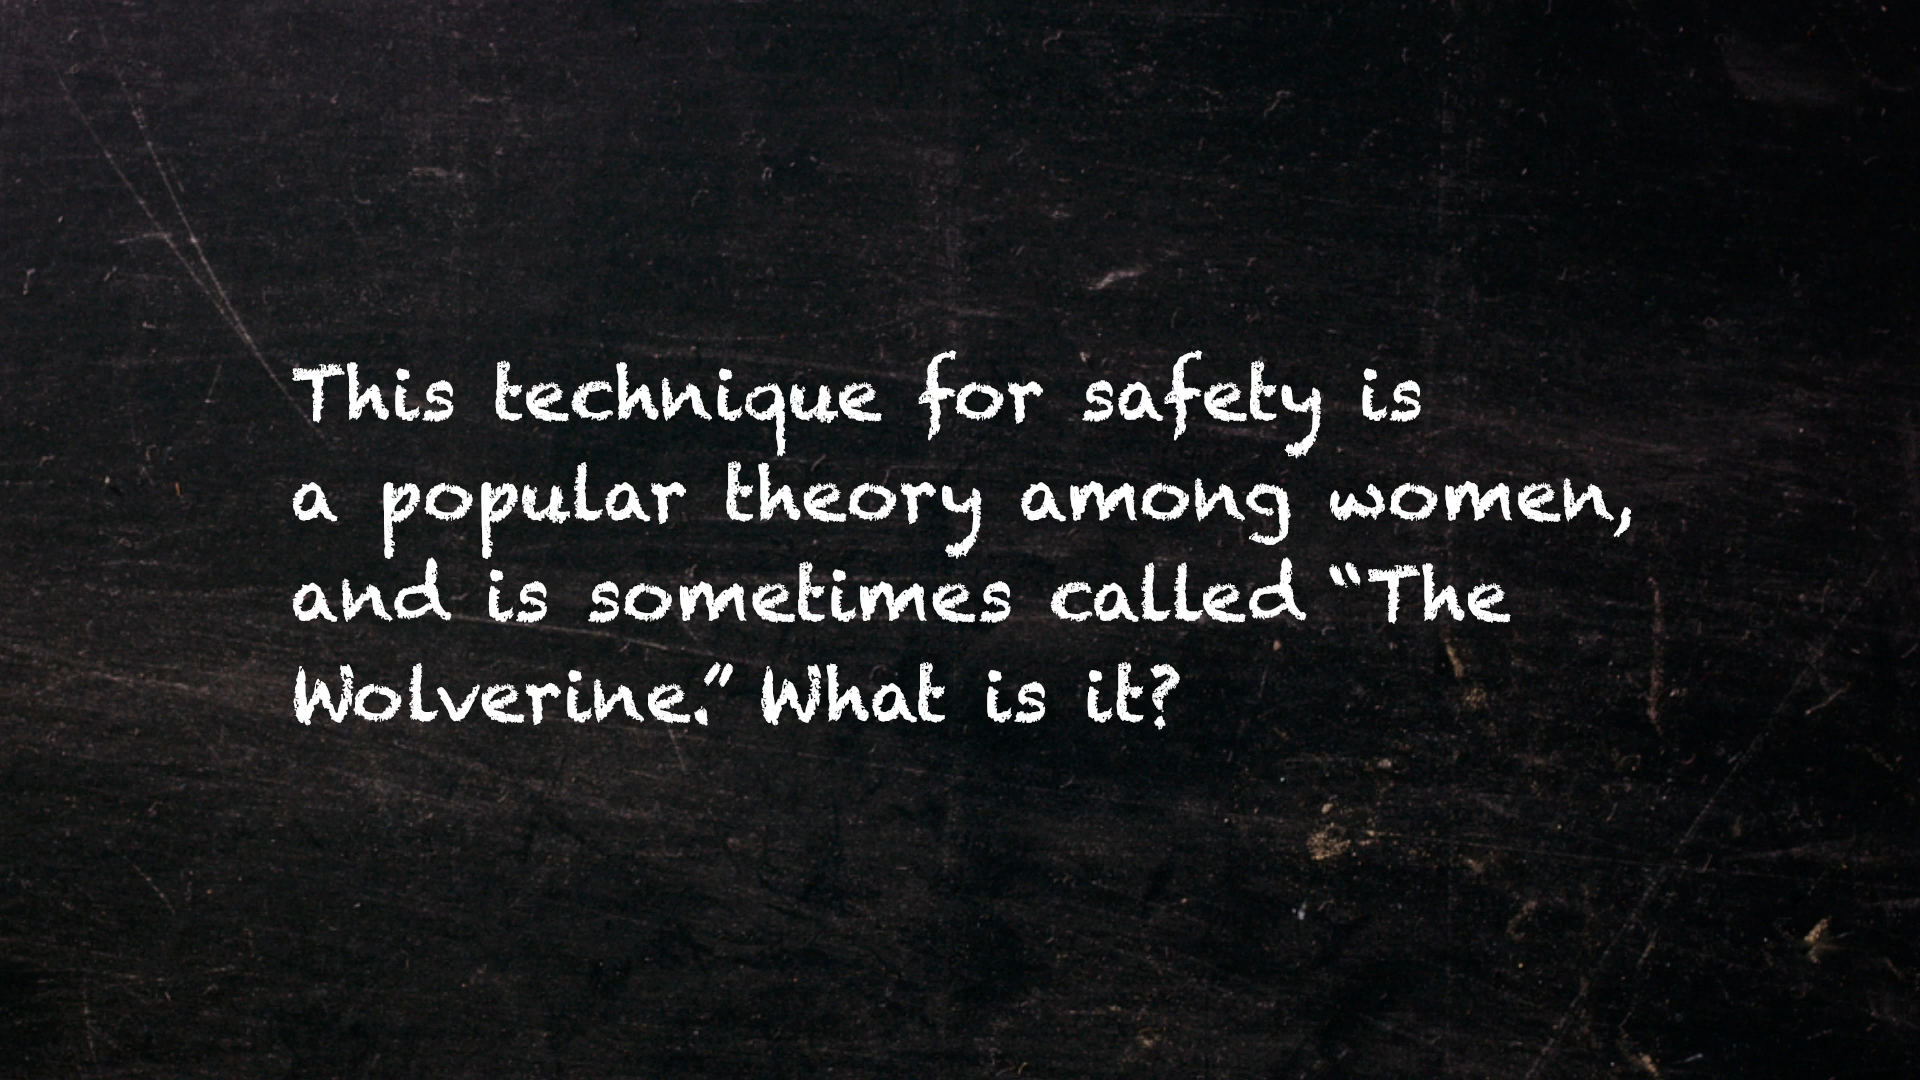 This technique for safety is
a popular theory among women,
and is sometimes called “The
Wolverine.” What is it?